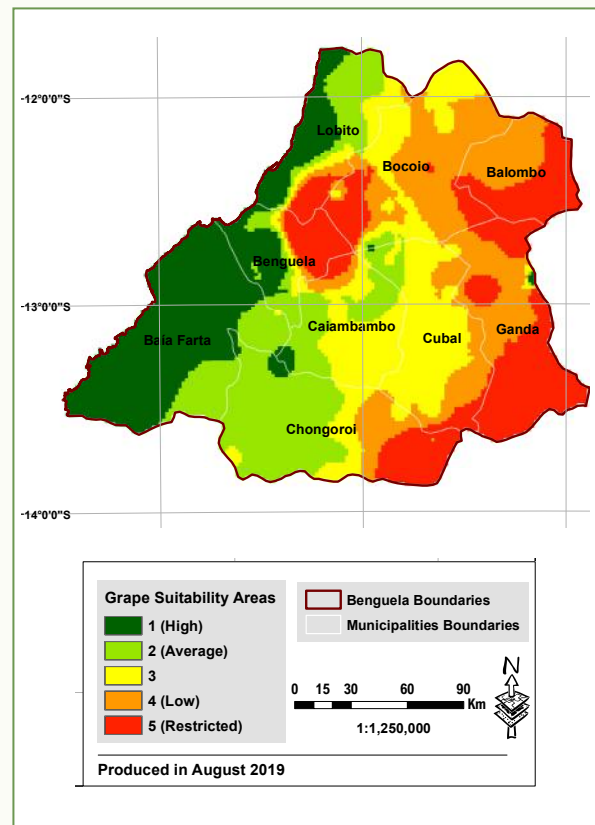 -12°0'0"S
Lobito
Bocoio
Balombo
Benguela
-13°0'0"S
Caiambambo
Ganda
Baia Farta
Cubal
Chongoroi
-14°0'0"S
Grape Suitability Areas
1 (High)
2 (Average)
3
4 (Low)
5 (Restricted)
Benguela Boundaries
Municipalities Boundaries
0 15 30 60 90
Km
1:1,250,000
N
Produced in August 2019